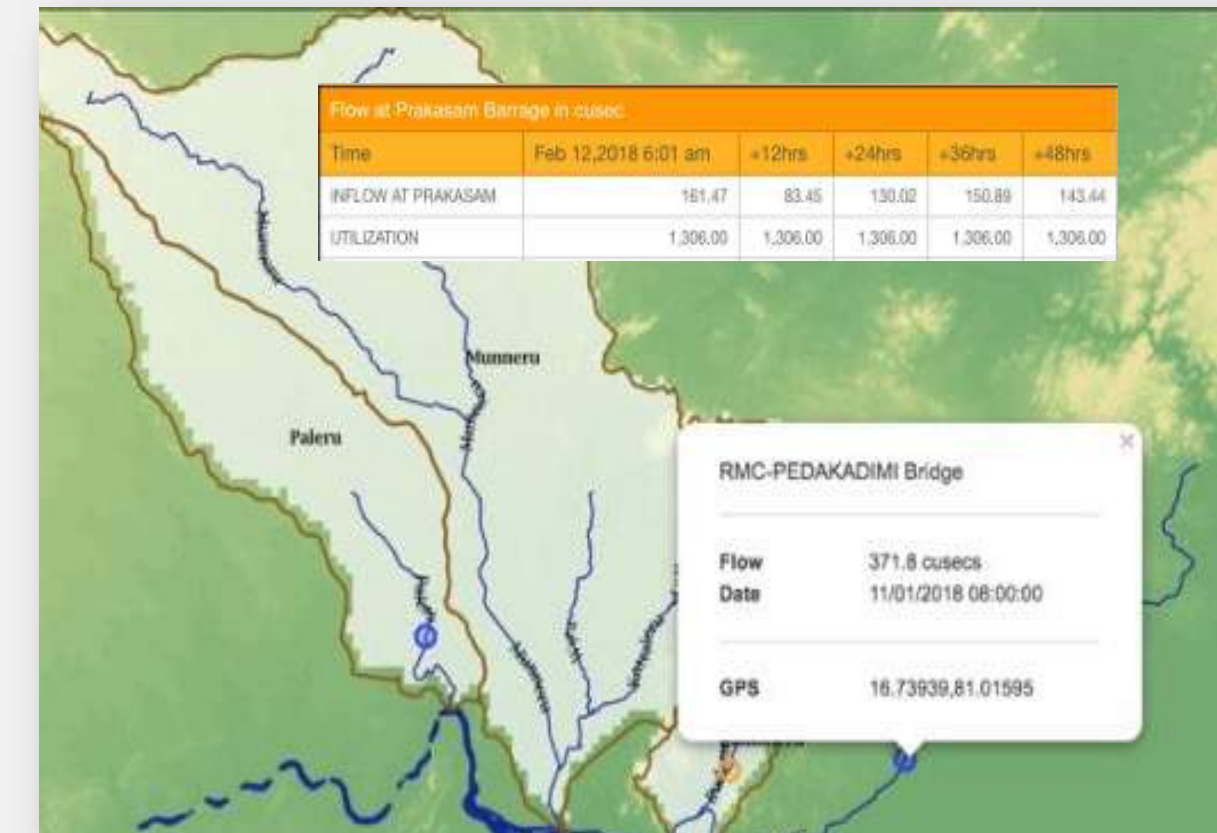 Flow at Prakasam Barrage in cusec
Time Feb 12,2018 6:01 am +12hrs +24hrs +36hrs +48hrs
INFLOW AT PRAKASAM 161.47 83.45 130.02 150.89 143.44
UTILIZATION 1,306.00 1,306.00 1,306.00 1,306.00 1,306.00
Munneru
Paleru
RMC-PEDAKADIMI Bridge
Flow 371.8 cusecs
Date 11/01/2018 08:00:00
GPS 16.73939,81.01595